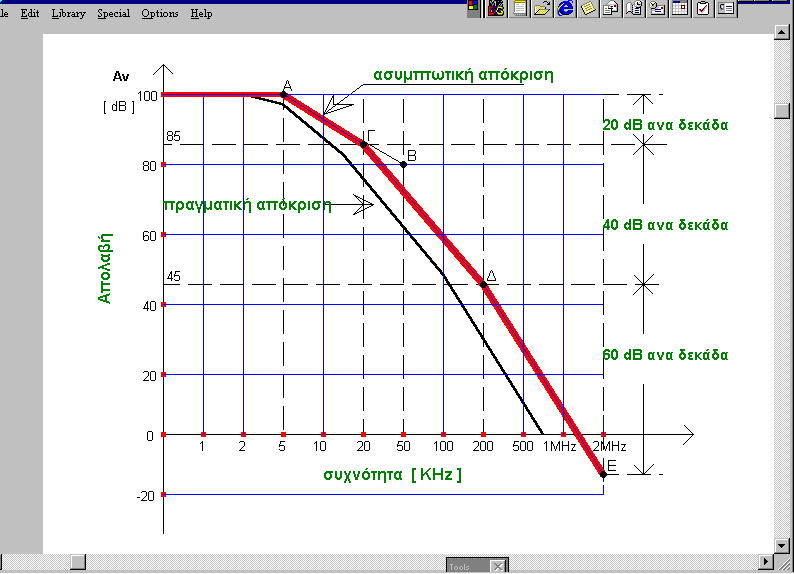 le Edit Library Special Options Help
Av
[ dB ]
100
85
80
60
45
40
20
0
-20
Απολαβή
A
ασυμπτωτική απόκριση
Γ
B
πραγματική απόκριση
Δ
E
20 dB ανα δεκάδα
40 dB ανα δεκάδα
60 dB ανα δεκάδα
1 2 5 10 20 50 100 200 500 1MHz 2MHz
συχνότητα [ KHz ]
Tools